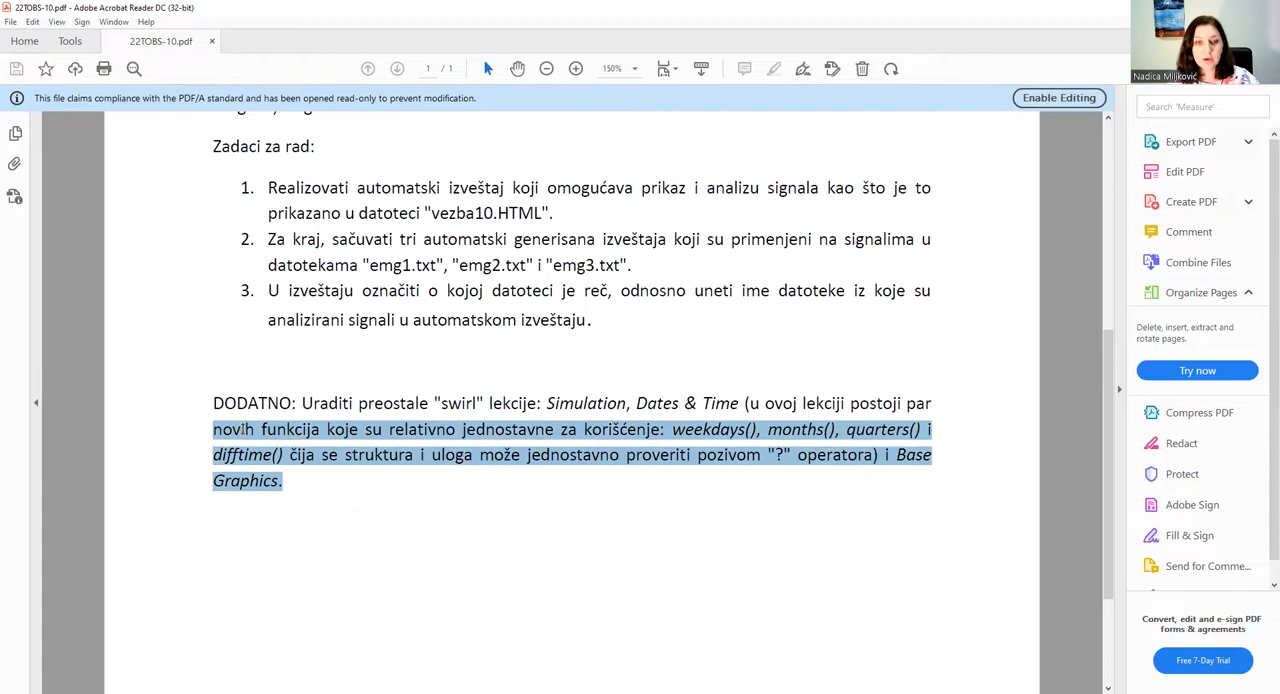 22TOBS-10.pdf - Adobe Acrobat Reader DC (32-bit)
File Edit View Sign Window Help
Home Tools 22TOBS-10.pdf ×
1 / 1 150%
This file claims compliance with the PDF/A standard and has been opened read-only to prevent modification. Enable Editing
Zadaci za rad:
1. Realizovati automatski izveštaj koji omogućava prikaz i analizu signala kao što je to
prikazano u datoteci "vezba10.HTML".
2. Za kraj, sačuvati tri automatski generisana izveštaja koji su primenjeni na signalima u
datotekama "emg1.txt", "emg2.txt" i "emg3.txt".
3. U izveštaju označiti o kojoj datoteci je reč, odnosno uneti ime datoteke iz koje su
analizirani signali u automatskom izveštaju.
DODATNO: Uraditi preostale "swirl" lekcije: Simulation, Dates & Time (u ovoj lekciji postoji par
novih funkcija koje su relativno jednostavne za korišćenje: weekdays(), months(), quarters() i
difftime() čija se struktura i uloga može jednostavno proveriti pozivom "?" operatora) i Base
Graphics.
Nadica Miljković
Search 'Measure'
Export PDF
Edit PDF
Create PDF
Comment
Combine Files
Organize Pages
Delete, insert, extract and
rotate pages.
Try now
Compress PDF
Redact
Protect
Adobe Sign
Fill & Sign
Send for Comme...
Convert, edit and e-sign PDF
forms & agreements
Free 7-Day Trial